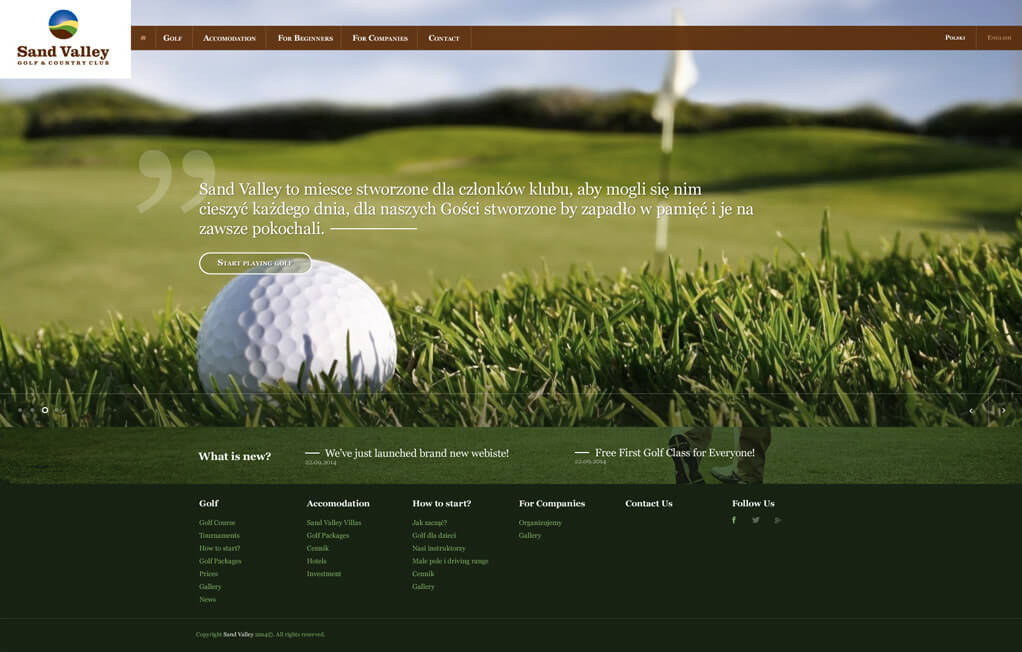 Sand Valley
GOLF & COUNTRY CLUB
Golf Accomodation For Beginners For Companies Contact Polski English
”
Sand Valley to miesce stworzone dla członków klubu, aby mogli się nim
cieszyć każdego dnia, dla naszych Gości stworzone by zapadło w pamięć i je na
zawsze pokochali.
Start playing golf
What is new?
We've just launched brand new webiste!
22.09.2014
Free First Golf Class for Everyone!
22.09.2014
Golf
Golf Course
Tournaments
How to start?
Golf Packages
Prices
Gallery
News
Accomodation
Sand Valley Villas
Golf Packages
Cennik
Hotels
Investment
How to start?
Jak zacząć?
Golf dla dzieci
Nasi instruktorzy
Małe pole i driving range
Cennik
Gallery
For Companies
Organizujemy
Gallery
Contact Us
Follow Us
Copyright Sand Valley 2014©. All rights reserved.